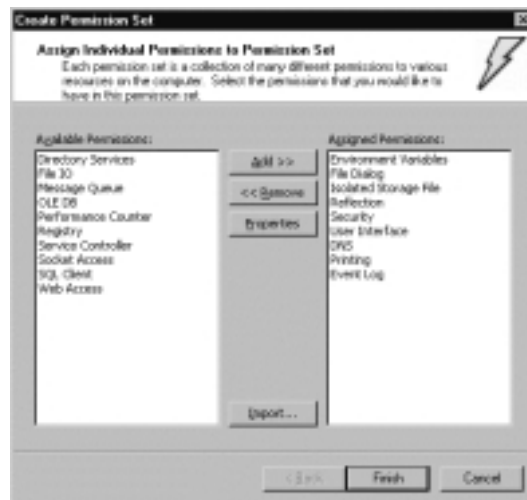 Create Permission Set
Assign Individual Permissions to Permission Set
Each permission set is a collection of many different permissions to various
resources on the computer. Select the permissions that you would like to
have in this permission set.
Available Permissions:
Directory Services
File IO
Message Queue
OLE DB
Performance Counter
Registry
Service Controller
Socket Access
SQL Client
Web Access
Add >>
<< Remove
Properties
Import...
Assigned Permissions:
Environment Variables
File Dialog
Isolated Storage File
Reflection
Security
User Interface
DNS
Printing
Event Log
< Back
Finish
Cancel